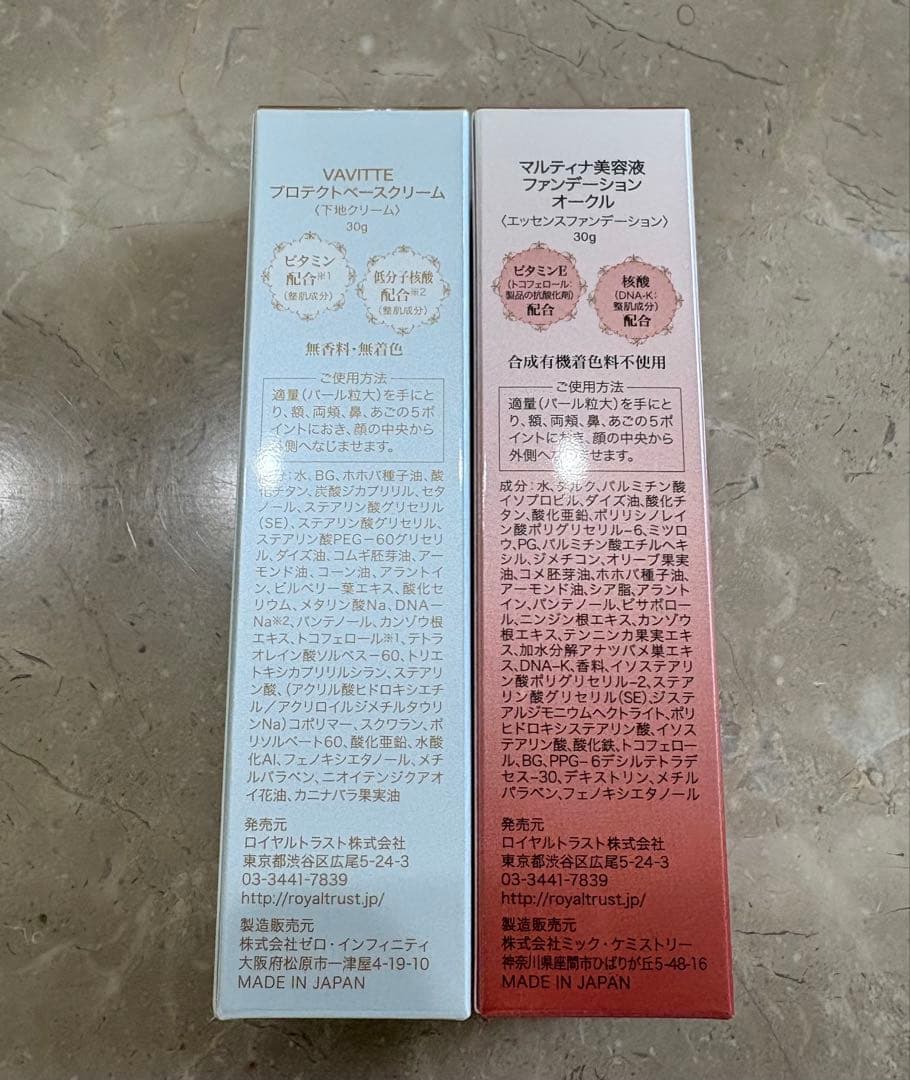 VAVITTE
プロテクトベースクリーム
〈下地クリーム〉
30g
ビタミン
配合※1
(整肌成分)
低分子核酸
配合※2
(整肌成分)
無香料・無着色
ご使用方法
適量(パール粒大)を手にと
り、額、両頬、鼻、あごの5ポ
イントにおき、顔の中央から
外側へなじませます。
分:水、BG、ホホバ種子油、酸
化チタン、炭酸ジカプリリル、セタ
ノール、ステアリン酸グリセリル
(SE)、ステアリン酸グリセリル、
ステアリン酸PEG-60グリセリ
ル、ダイズ油、コムギ胚芽油、アー
モンド油、コーン油、アラントイ
ン、ビルベリー葉エキス、酸化セ
リウム、メタリン酸Na、DNA-
Na※2、パンテノール、カンゾウ根
エキス、トコフェロール※1、テトラ
オレイン酸ソルベス-60、トリエ
トキシカプリリルシラン、ステアリ
ン酸、(アクリル酸ヒドロキシエチ
ル/アクリロイルジメチルタウリ
ンNa)コポリマー、スクワラン、ポ
リソルベート60、酸化亜鉛、水酸
化Al、フェノキシエタノール、メチ
ルパラベン、ニオイテンジクアオ
イ花油、カニナバラ果実油
発売元
ロイヤルトラスト株式会社
東京都渋谷区広尾5-24-3
03-3441-7839
http://royaltrust.jp/
製造販売元
株式会社ゼロ・インフィニティ
大阪府松原市一津屋4-19-10
MADE IN JAPAN
マルティナ美容液
ファンデーション
オークル
〈エッセンスファンデーション〉
30g
ビタミンE
(トコフェロール:
製品の抗酸化剤)
配合
核酸
(DNA-K:
整肌成分)
配合
合成有機着色料不使用
ご使用方法
適量(パール粒大)を手にと
り、額、両頬、鼻、あごの5ポ
イントにおき、顔の中央から
外側へなじませます。
成分:水、タルク、パルミチン酸
イソプロピル、ダイズ油、酸化チ
タン、酸化亜鉛、ポリリシノレイ
ン酸ポリグリセリル-6、ミツロ
ウ、PG、パルミチン酸エチルヘキ
シル、ジメチコン、オリーブ果実
油、コメ胚芽油、ホホバ種子油、
アーモンド油、シア脂、アラント
イン、パンテノール、ビサボロー
ル、ニンジン根エキス、カンゾウ
根エキス、テンニンカ果実エキ
ス、加水分解アナツバメ巣エキ
ス、DNA-K、香料、イソステアリ
ン酸ポリグリセリル-2、ステア
リン酸グリセリル(SE)、ジステ
アルジモニウムヘクトライト、ポリ
ヒドロキシステアリン酸、イソス
テアリン酸、酸化鉄、トコフェロー
ル、BG、PPG-6デシルテトラデ
セス-30、デキストリン、メチル
パラベン、フェノキシエタノール
発売元
ロイヤルトラスト株式会社
東京都渋谷区広尾5-24-3
03-3441-7839
http://royaltrust.jp/
製造販売元
株式会社ミック・ケミストリー
神奈川県座間市ひばりが丘5-48-16
MADE IN JAPAN